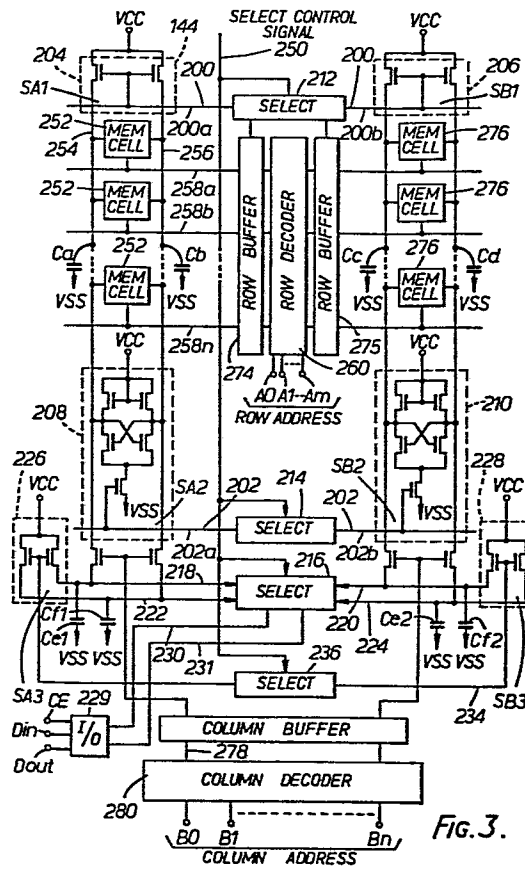 SELECT CONTROL
SIGNAL
VCC
204
144
250
VCC
SA1
200
212
200
206
SELECT
SB1
252
200a
200b
276
MEM
CELL
254
256
MEM
CELL
258a
252
276
MEM
CELL
MEM
CELL
258b
ROW BUFFER
ROW DECODER
ROW BUFFER
Ca
252
Cb
Cc
276
Cd
VSS
MEM
CELL
VSS
VSS
MEM
CELL
VSS
258n
274
260
275
VCC
A0 A1--Am
ROW ADDRESS
VCC
208
210
226
VSS
SA2
202
214
202
SB2
VSS
228
VCC
SELECT
VCC
202a
202b
218
216
SELECT
222
220
224
Cf1
Ce1
230
231
Ce2
Cf2
VSS
VSS
236
VSS
VSS
SA3
SELECT
234
SB3
CE
229
Din
I/O
Dout
COLUMN BUFFER
278
COLUMN DECODER
280
B0
B1
Bn
COLUMN ADDRESS
FIG. 3.